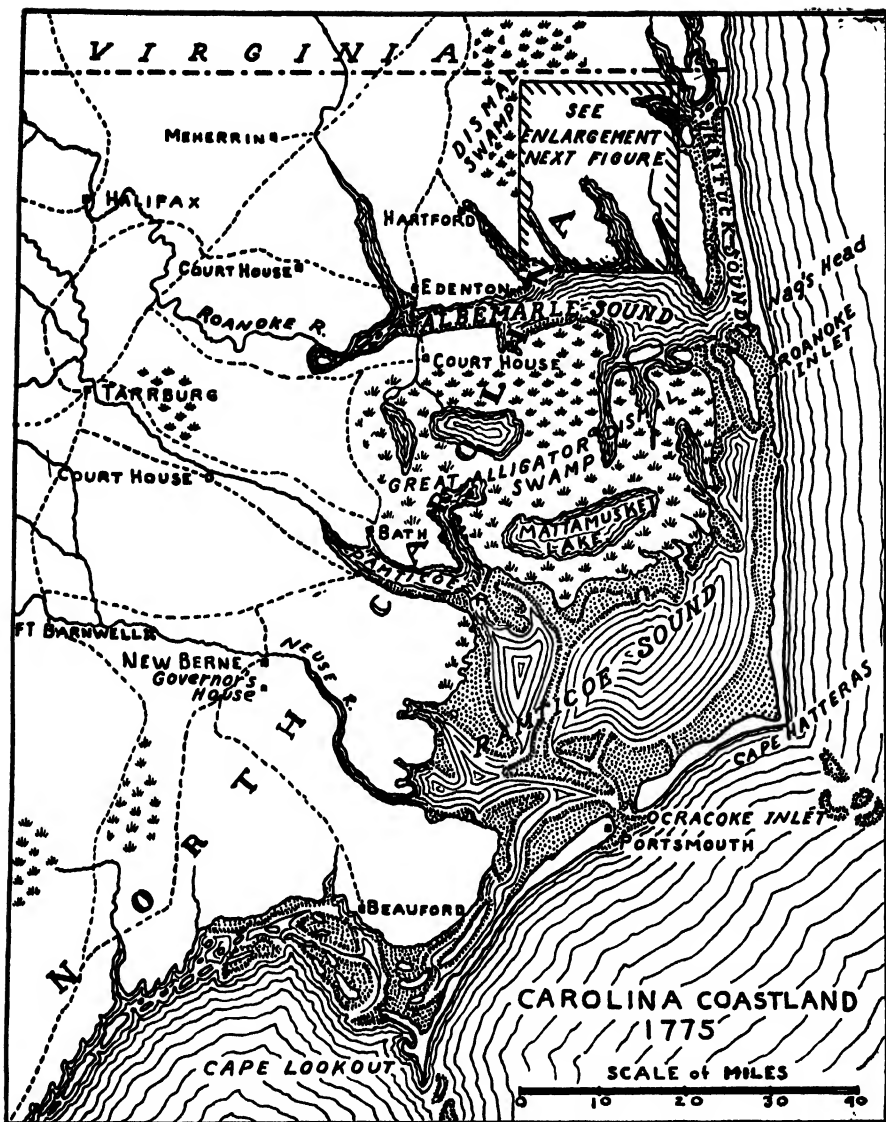 VIRGINIA
DISMAL
SWAMP
SEE
ENLARGEMENT
NEXT FIGURE
MEHERRIN
CURRITUCK SOUND
HALIFAX
HARTFORD
COURT HOUSE
EDENTON
Nag's Head
ROANOKE R.
ALBEMARLE SOUND
ROANOKE
INLET
COURT HOUSE
TARRBURG
GREAT ALLIGATOR DISMAL
SWAMP
COURT HOUSE
MATTAMUSKET
LAKE
BATH
PAMTICOE R.
FT BARNWELL
NEUSE R.
NEW BERNE
GOVERNOR'S
HOUSE
PAMTICOE SOUND
CAPE HATTERAS
OCRACOKE INLET
PORTSMOUTH
BEAUFORD
NORTH CAROLINA
CAROLINA COASTLAND
1775
CAPE LOOKOUT
SCALE of MILES
0 10 20 30 40